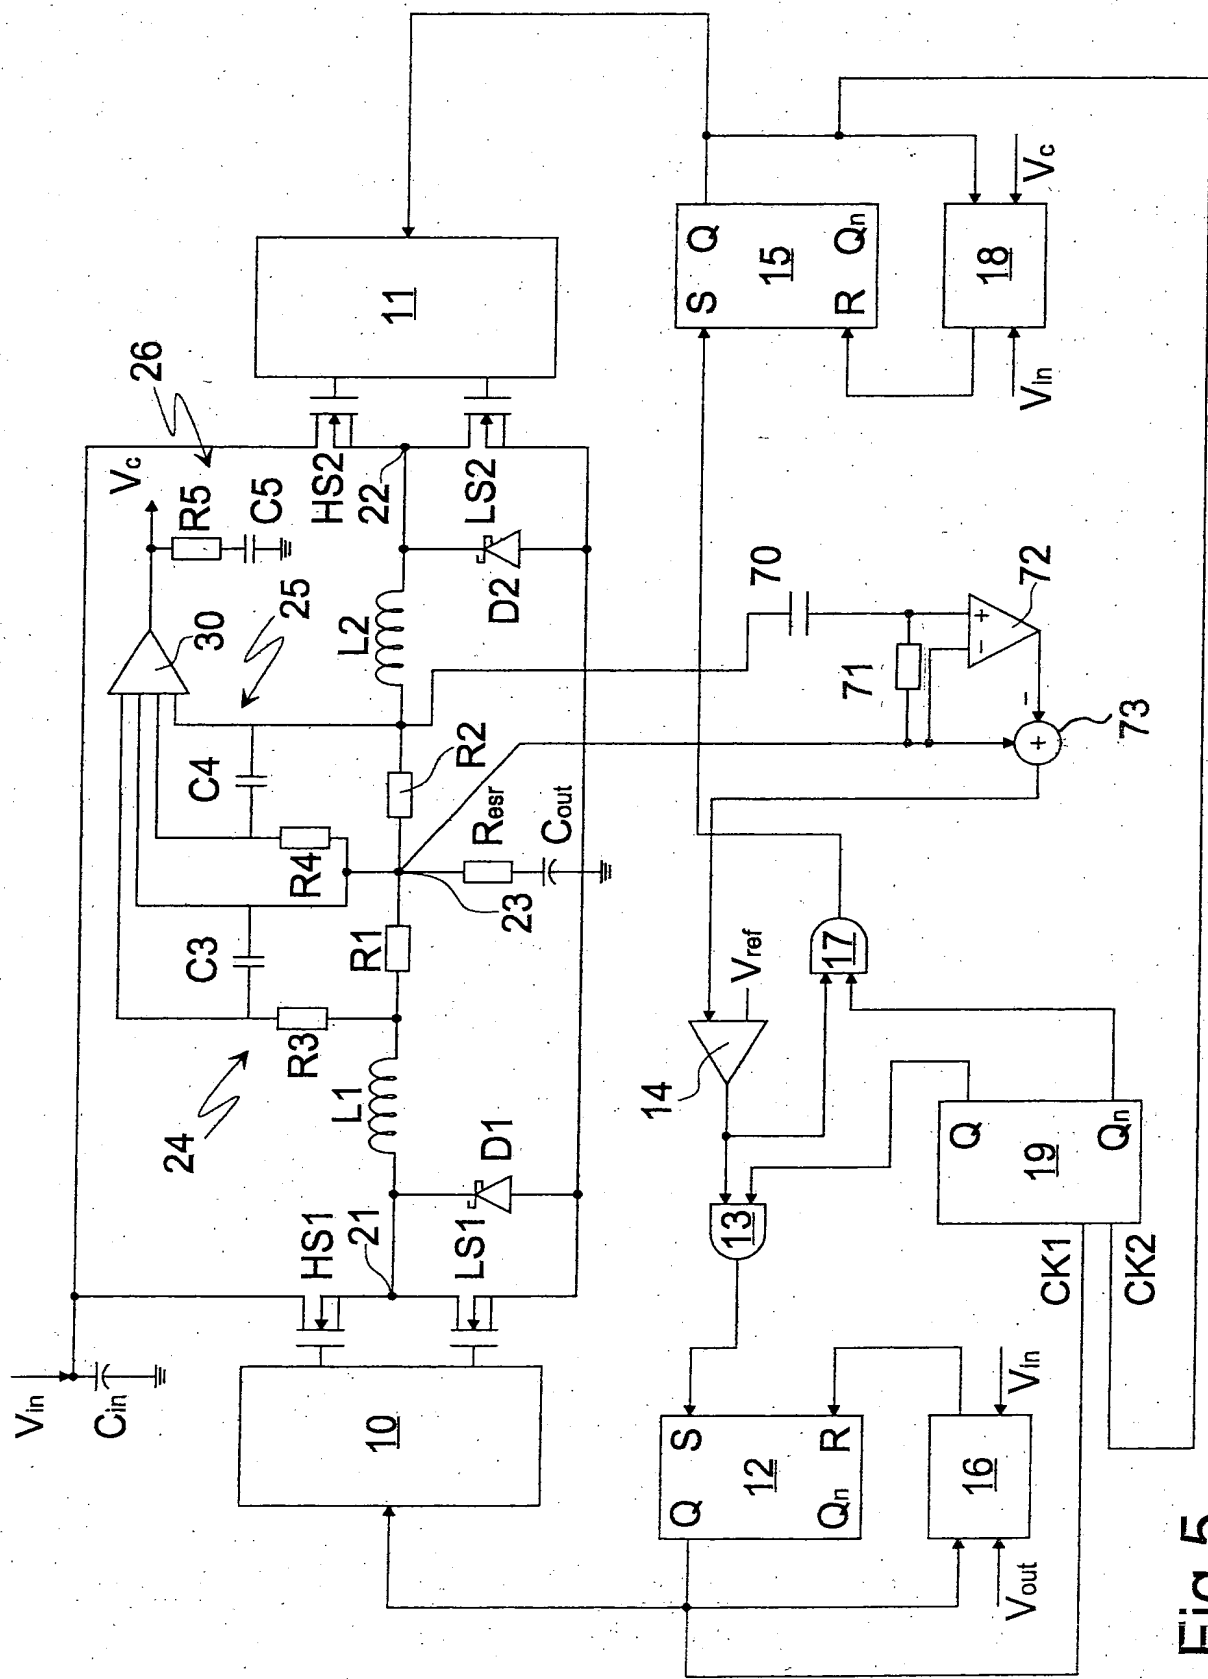 Vin
Cin
10
HS1
21
LS1
D1
24
L1
R3
C3
R1
23
R4
C4
Resr
Cout
R2
25
30
L2
Vc
R5
C5
26
HS2
22
LS2
D2
11
Q
S
Qn
R
12
Vout
16
Vin
13
14
Vref
17
CK1
CK2
Q
19
Qn
70
71
+
-
72
-
+
73
S
Q
15
R
Qn
Vin
18
Vc
Fig. 5